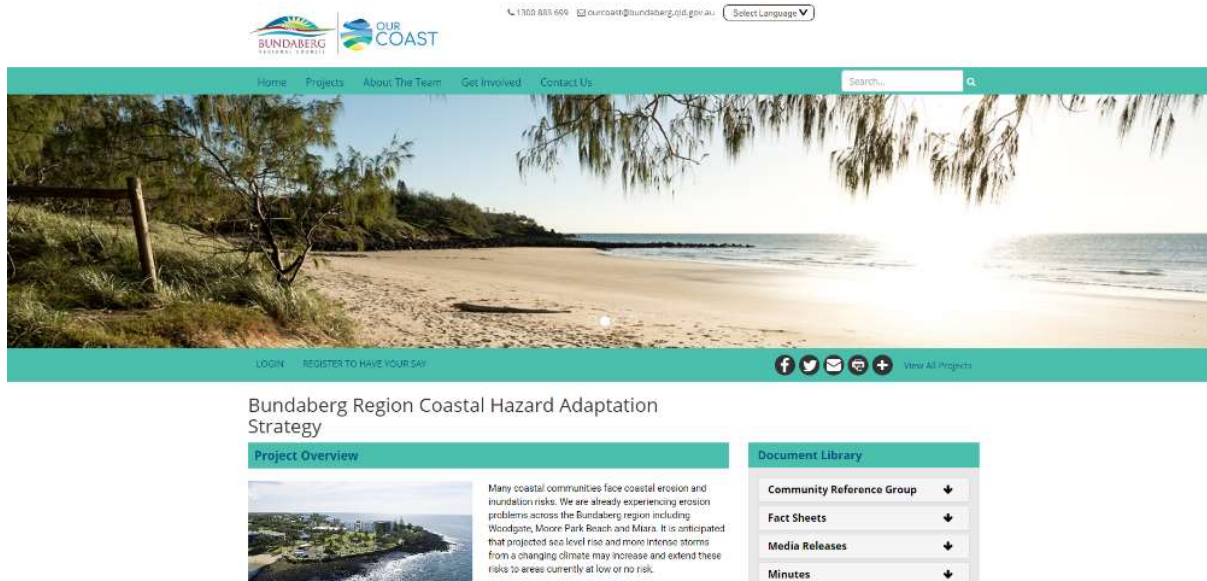 1300 883 699 ourcoast@bundaberg.qld.gov.au Select Language
BUNDABERG
REGIONAL COUNCIL
OUR
COAST
Home Projects About The Team Get Involved Contact Us Search...
LOGIN REGISTER TO HAVE YOUR SAY View All Projects
Bundaberg Region Coastal Hazard Adaptation
Strategy
Project Overview
Many coastal communities face coastal erosion and
inundation risks. We are already experiencing erosion
problems across the Bundaberg region including
Woodgate, Moore Park Beach and Miara. It is anticipated
that projected sea level rise and more intense storms
from a changing climate may increase and extend these
risks to areas currently at low or no risk.
Document Library
Community Reference Group
Fact Sheets
Media Releases
Minutes